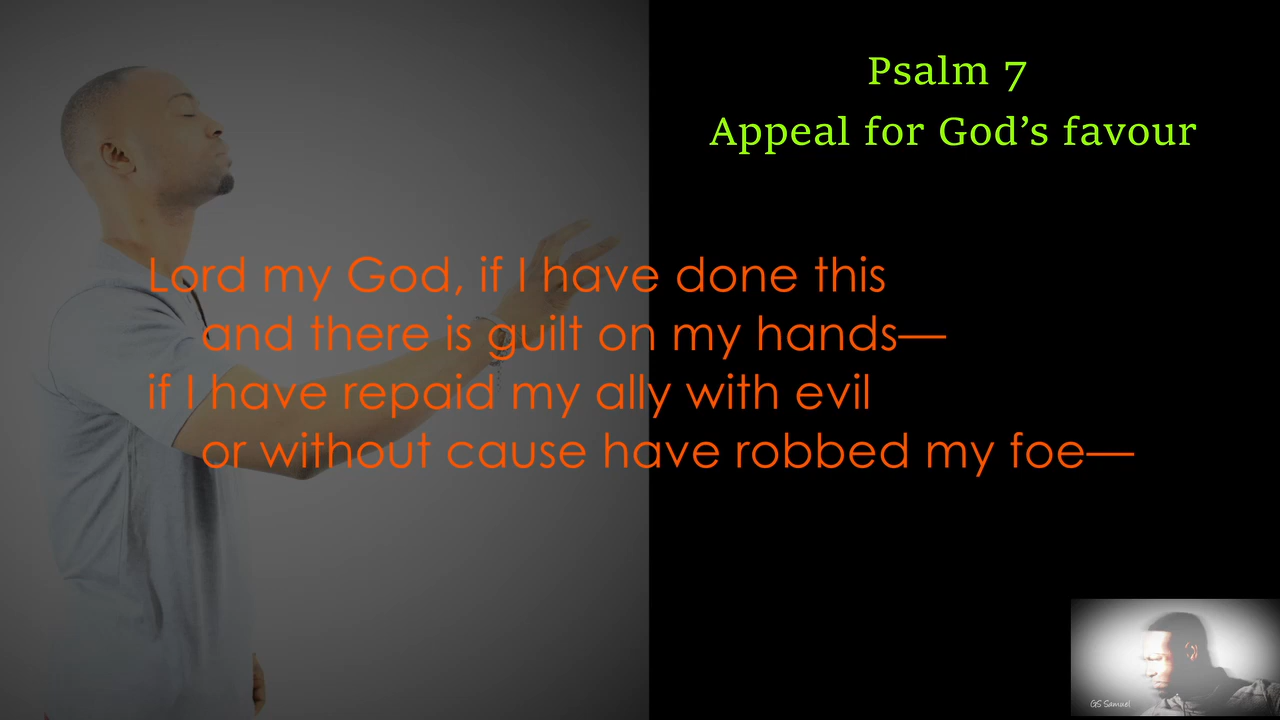 Psalm 7
Appeal for God’s favour
Lord my God, if I have done this
and there is guilt on my hands—
if I have repaid my ally with evil
or without cause have robbed my foe—
GS Samuel